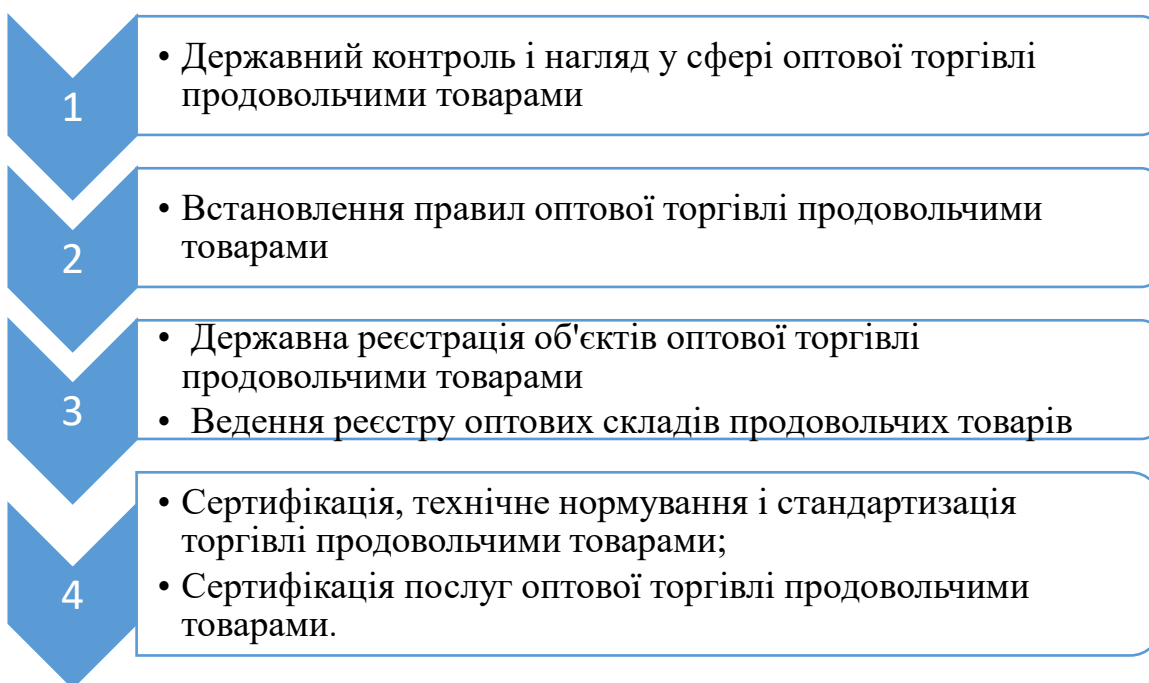 1
• Державний контроль і нагляд у сфері оптової торгівлі
продовольчими товарами
2
• Встановлення правил оптової торгівлі продовольчими
товарами
3
• Державна реєстрація об'єктів оптової торгівлі
продовольчими товарами
• Ведення реєстру оптових складів продовольчих товарів
4
• Сертифікація, технічне нормування і стандартизація
торгівлі продовольчими товарами;
• Сертифікація послуг оптової торгівлі продовольчими
товарами.